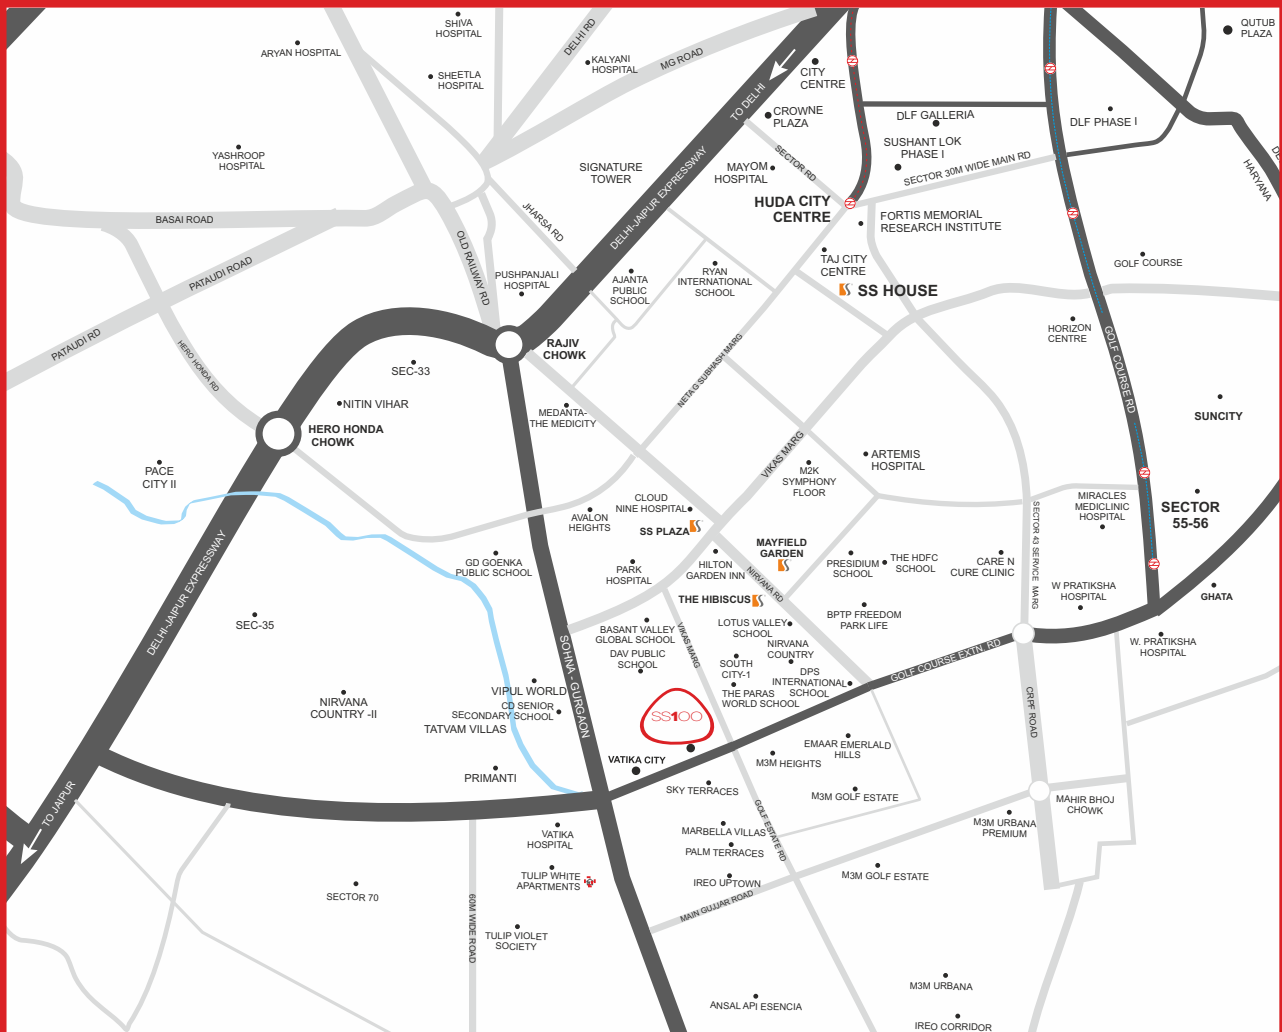 SHIVA
HOSPITAL
ARYAN HOSPITAL
SHEETLA
HOSPITAL
DELHI RD
KALYANI
HOSPITAL
MG ROAD
TO DELHI
CITY
CENTRE
CROWNE
PLAZA
QUTUB
PLAZA
DLF GALLERIA
DLF PHASE I
SUSHANT LOK
PHASE I
SECTOR RD
SECTOR 30M WIDE MAIN RD
HARYANA
YASHROOP
HOSPITAL
SIGNATURE
TOWER
MAYOM
HOSPITAL
DELHI-JAIPUR EXPRESSWAY
HUDA CITY
CENTRE
FORTIS MEMORIAL
RESEARCH INSTITUTE
BASAI ROAD
JHARSA RD
OLD RAILWAY RD
PATAUDI ROAD
PUSHPANJALI
HOSPITAL
AJANTA
PUBLIC
SCHOOL
RYAN
INTERNATIONAL
SCHOOL
TAJ CITY
CENTRE
SS HOUSE
GOLF COURSE
PATAUDI RD
HERO HONDA RD
RAJIV
CHOWK
NETA G SUBHASH MARG
HORIZON
CENTRE
GOLF COURSE RD
SEC-33
NITIN VIHAR
HERO HONDA
CHOWK
MEDANTA-
THE MEDICITY
SUNCITY
VIKAS MARG
ARTEMIS
HOSPITAL
M2K
SYMPHONY
FLOOR
PACE
CITY II
CLOUD
NINE HOSPITAL
SS PLAZA
AVALON
HEIGHTS
MIRACLES
MEDICLINIC
HOSPITAL
SECTOR
55-56
SECTOR 43 SERVICE MARG
MAYFIELD
GARDEN
GD GOENKA
PUBLIC SCHOOL
PARK
HOSPITAL
HILTON
GARDEN INN
NIRVANA RD
PRESIDIUM
SCHOOL
THE HDFC
SCHOOL
CARE N
CURE CLINIC
W PRATIKSHA
HOSPITAL
GHATA
THE HIBISCUS
DELHI-JAIPUR EXPRESSWAY
SEC-35
BASANT VALLEY
GLOBAL SCHOOL
DAV PUBLIC
SCHOOL
VIKAS MARG
LOTUS VALLEY
SCHOOL
NIRVANA
COUNTRY
BPTP FREEDOM
PARK LIFE
W. PRATIKSHA
HOSPITAL
SOHNA - GURGAON
SOUTH
CITY-1
DPS
INTERNATIONAL
SCHOOL
GOLF COURSE EXTN. RD
THE PARAS
WORLD SCHOOL
NIRVANA
COUNTRY -II
VIPUL WORLD
CD SENIOR
SECONDARY SCHOOL
TATVAM VILLAS
SS100
CRPF ROAD
EMAAR EMERLALD
HILLS
M3M HEIGHTS
VATIKA CITY
PRIMANTI
SKY TERRACES
M3M GOLF ESTATE
GOLF ESTATE RD
MAHIR BHOJ
CHOWK
TO JAIPUR
M3M URBANA
PREMIUM
VATIKA
HOSPITAL
MARBELLA VILLAS
PALM TERRACES
TULIP WHITE
APARTMENTS
IREO UPTOWN
M3M GOLF ESTATE
SECTOR 70
60M WIDE ROAD
MAIN GUJJAR ROAD
TULIP VIOLET
SOCIETY
M3M URBANA
ANSAL API ESENCIA
IREO CORRIDOR